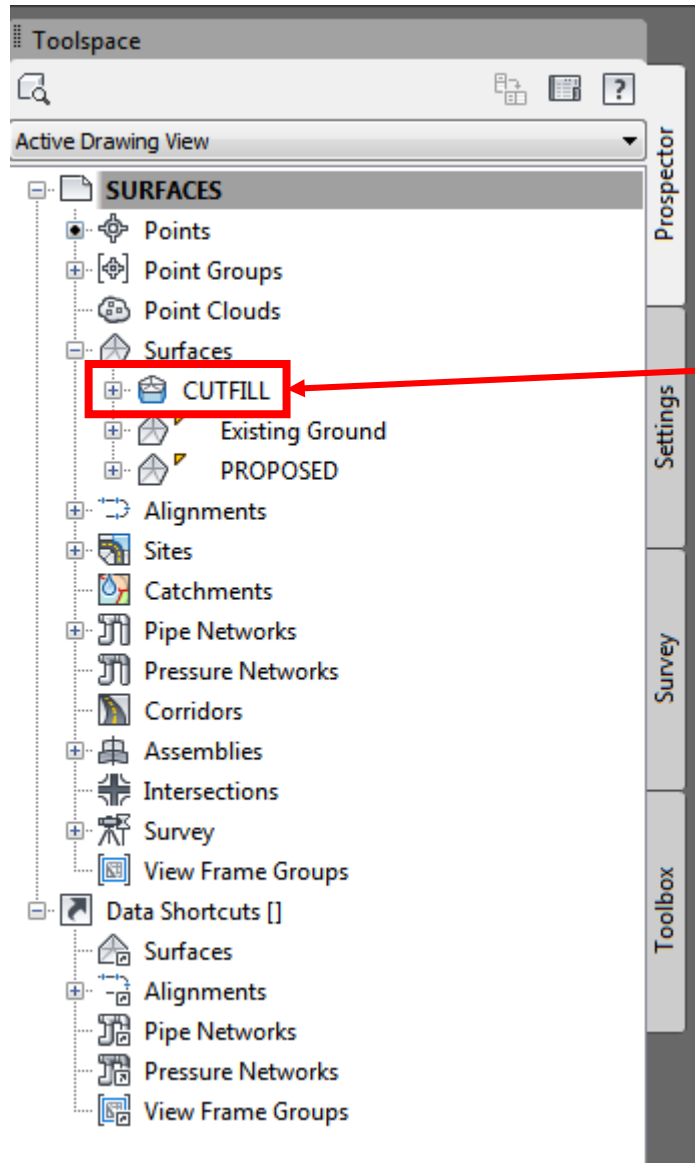 Toolspace
?
Active Drawing View
SURFACES
Points
Point Groups
Point Clouds
Surfaces
CUTFILL
Existing Ground
PROPOSED
Alignments
Sites
Catchments
Pipe Networks
Pressure Networks
Corridors
Assemblies
Intersections
Survey
View Frame Groups
Data Shortcuts []
Surfaces
Alignments
Pipe Networks
Pressure Networks
View Frame Groups
Prospector
Settings
Survey
Toolbox